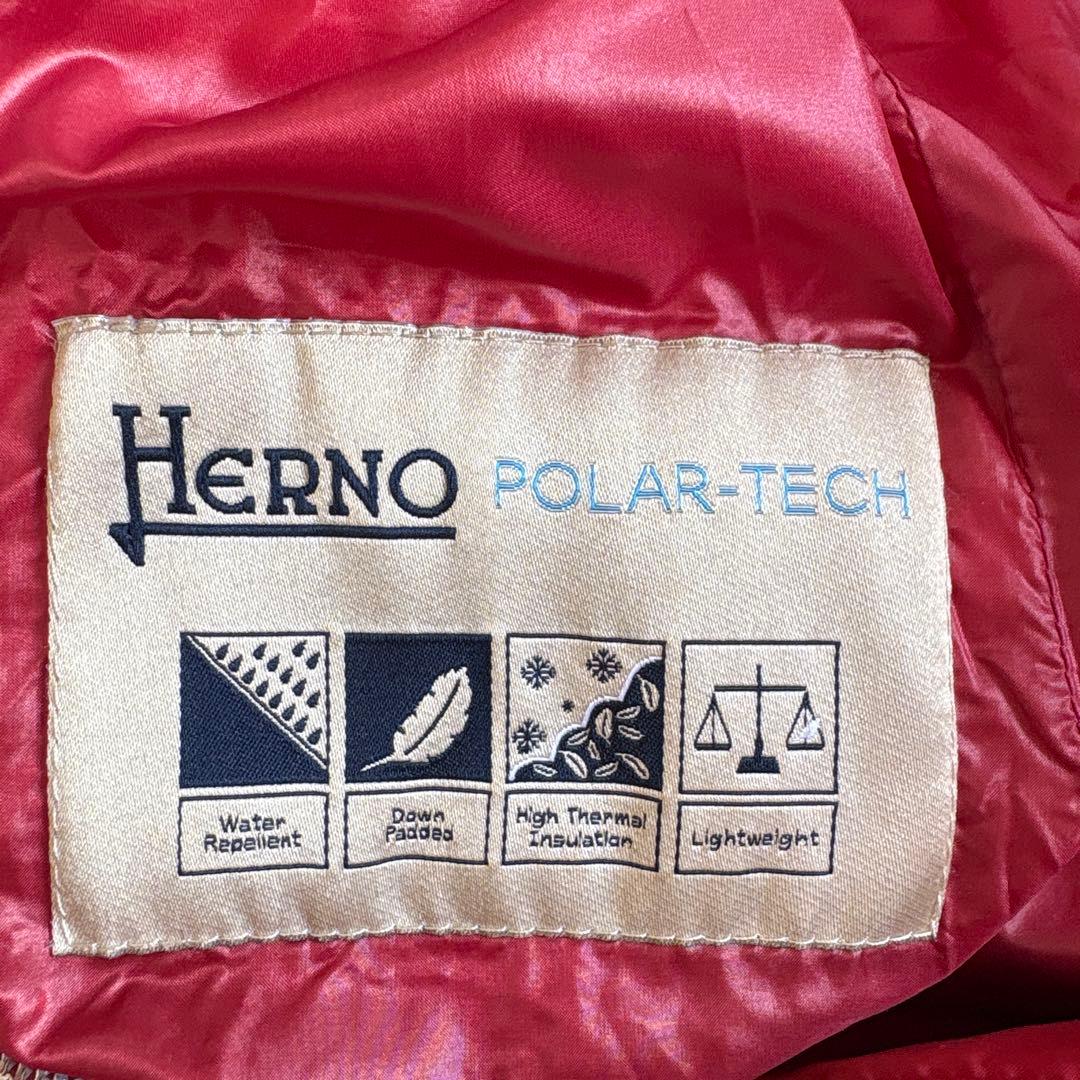 HERNO POLAR-TECH
Water
Repellent
Down
Padded
High Thermal
Insulation
Lightweight